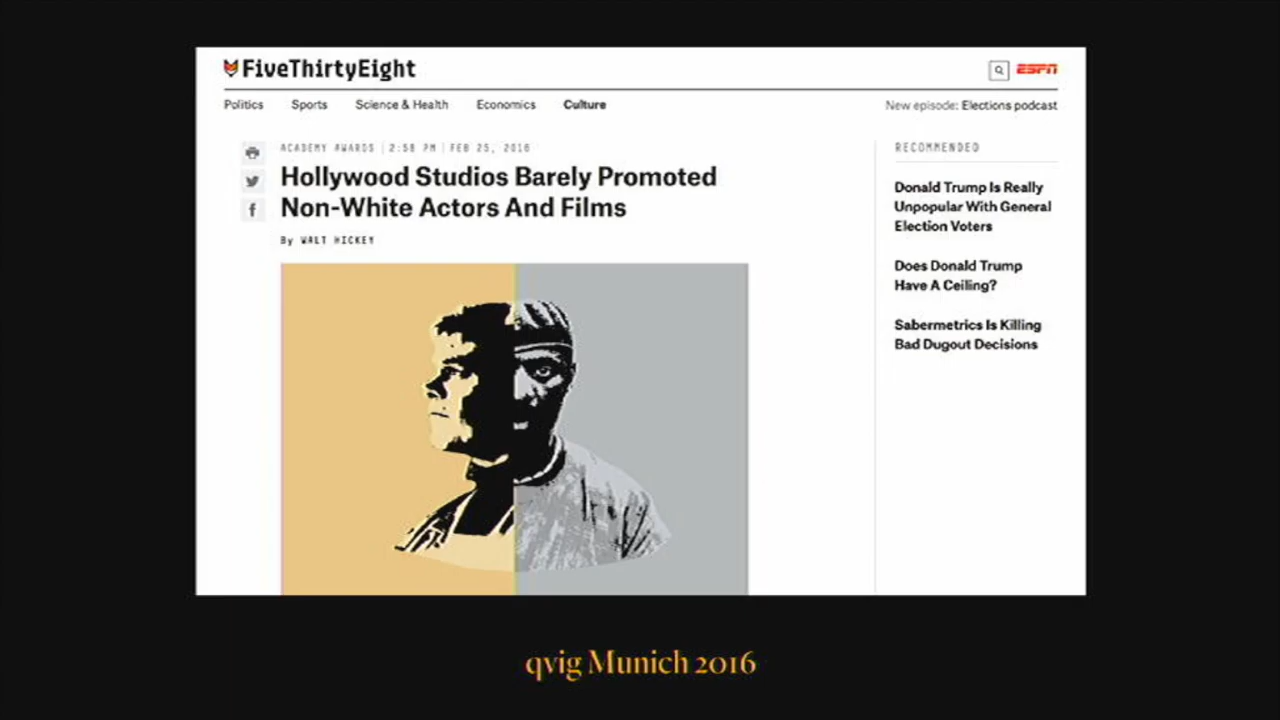 FiveThirtyEight
ESPN
Politics Sports Science & Health Economics Culture
New episode: Elections podcast
ACADEMY AWARDS | 2:58 PM | FEB 25, 2016
Hollywood Studios Barely Promoted
Non-White Actors And Films
By WALT HICKEY
RECOMMENDED
Donald Trump Is Really
Unpopular With General
Election Voters
Does Donald Trump
Have A Ceiling?
Sabermetrics Is Killing
Bad Dugout Decisions
qvig Munich 2016